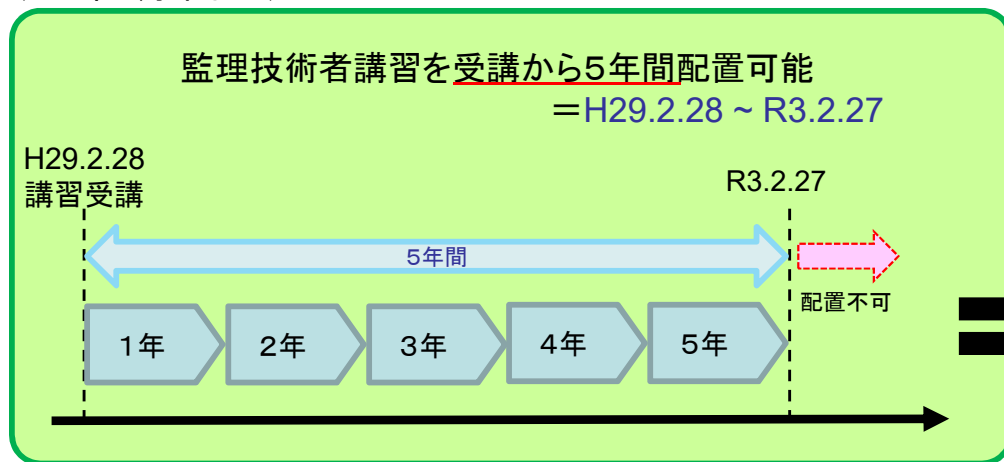 監理技術者講習を受講から5年間配置可能
=H29.2.28 ~ R3.2.27
H29.2.28
講習受講
R3.2.27
5年間
配置不可
1年
2年
3年
4年
5年